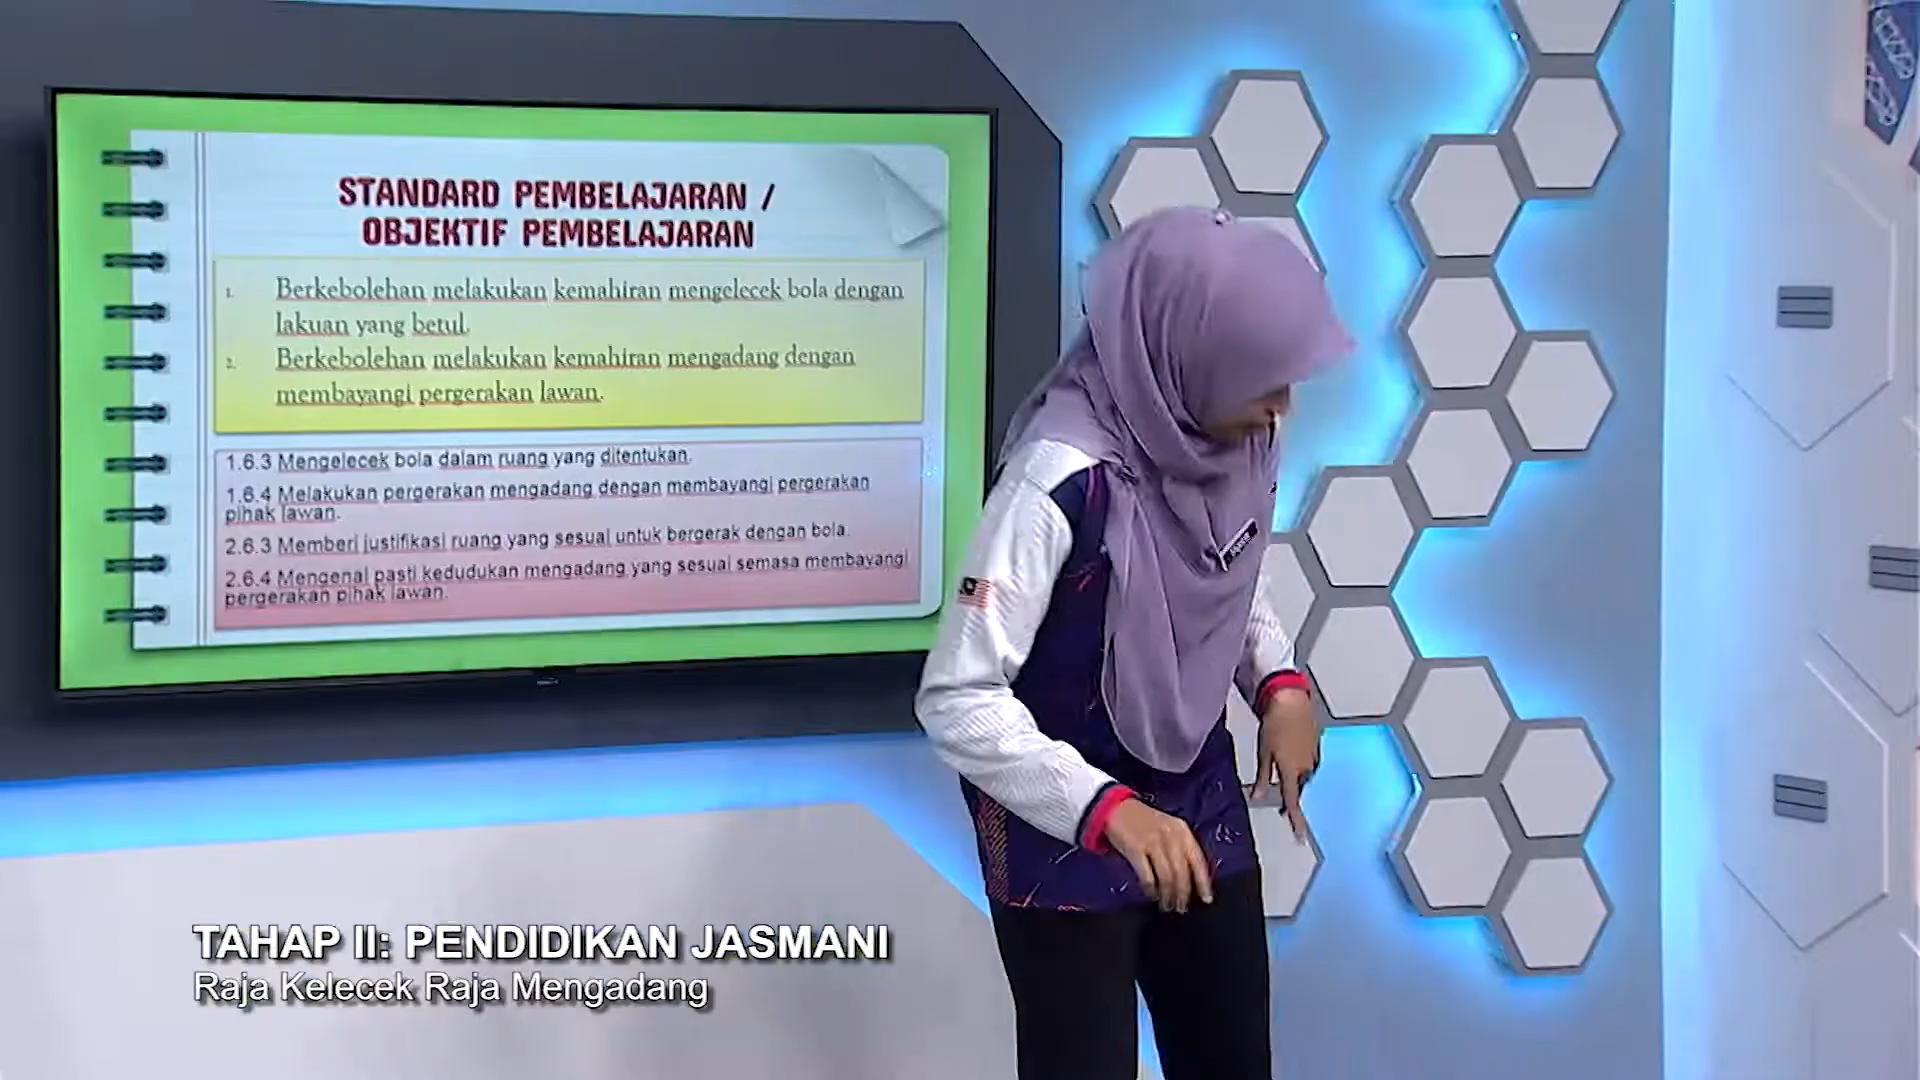 STANDARD PEMBELAJARAN /
OBJEKTIF PEMBELAJARAN
1. Berkebolehan melakukan kemahiran mengelecek bola dengan
lakuan yang betul.
2. Berkebolehan melakukan kemahiran mengadang dengan
membayangi pergerakan lawan.
1.6.3 Mengelecek bola dalam ruang yang ditentukan.
1.6.4 Melakukan pergerakan mengadang dengan membayangi pergerakan
pihak lawan.
2.6.3 Memberi justifikasi ruang yang sesuai untuk bergerak dengan bola.
2.6.4 Mengenal pasti kedudukan mengadang yang sesuai semasa membayangi
pergerakan pihak lawan.
TAHAP II: PENDIDIKAN JASMANI
Raja Kelecek Raja Mengadang